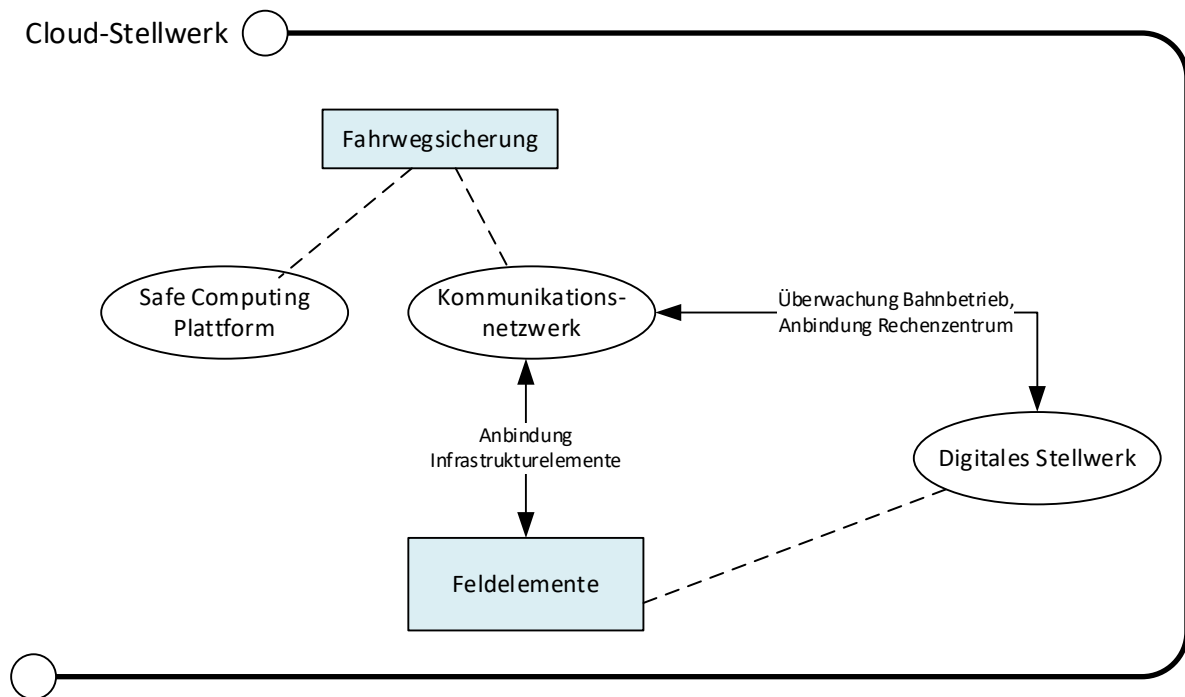 Cloud-Stellwerk
Fahrwegsicherung
Safe Computing
Plattform
Kommunikations-
netzwerk
Überwachung Bahnbetrieb,
Anbindung Rechenzentrum
Anbindung
Infrastrukturelemente
Digitales Stellwerk
Feldelemente